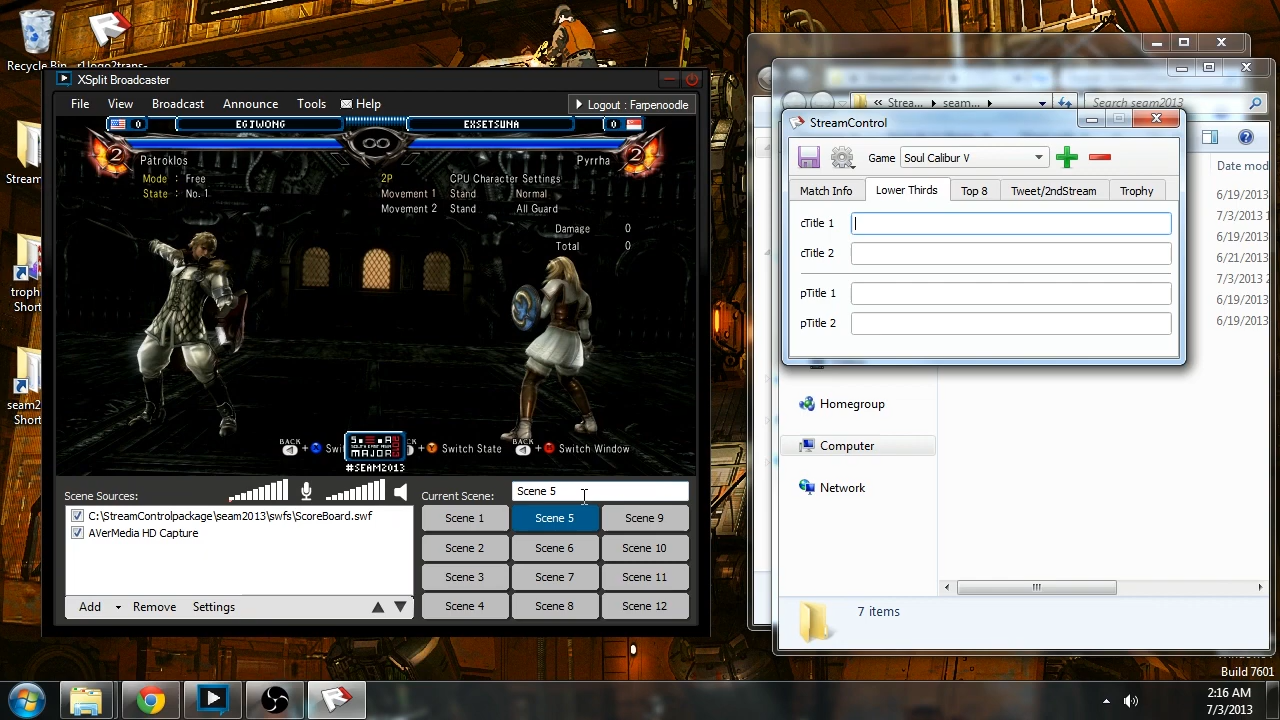 Recycle Bin
XSplit Broadcaster
File View Broadcast Announce Tools Help
Logout : Farpenoodle
0 EGIWONG EXSETSUNA 0
2 2
Patroklos Pyrrha
Mode : Free
State : No. 1
2P CPU Character Settings
Movement 1 Stand Normal
Movement 2 Stand All Guard
Damage 0
Total 0
BACK
+ Switch State
BACK
+ Switch Window
S.E.A
MAJOR
2013
#SEAM2013
Scene Sources:
C:\StreamControlpackage\seam2013\swfs\ScoreBoard.swf
AVerMedia HD Capture
Add Remove Settings
Current Scene: Scene 5
Scene 1 Scene 5 Scene 9
Scene 2 Scene 6 Scene 10
Scene 3 Scene 7 Scene 11
Scene 4 Scene 8 Scene 12
Stream
troph
Short
seam2
Short
« Strea... seam...
Search seam2013
StreamControl
Game Soul Calibur V
Match Info Lower Thirds Top 8 Tweet/2ndStream Trophy
cTitle 1
cTitle 2
pTitle 1
pTitle 2
Date mod
6/19/2013
7/3/2013 1
6/19/2013
6/21/2013
7/3/2013
6/19/2013
6/19/2013
Homegroup
Computer
Network
7 items
Build 7601
2:16 AM
7/3/2013